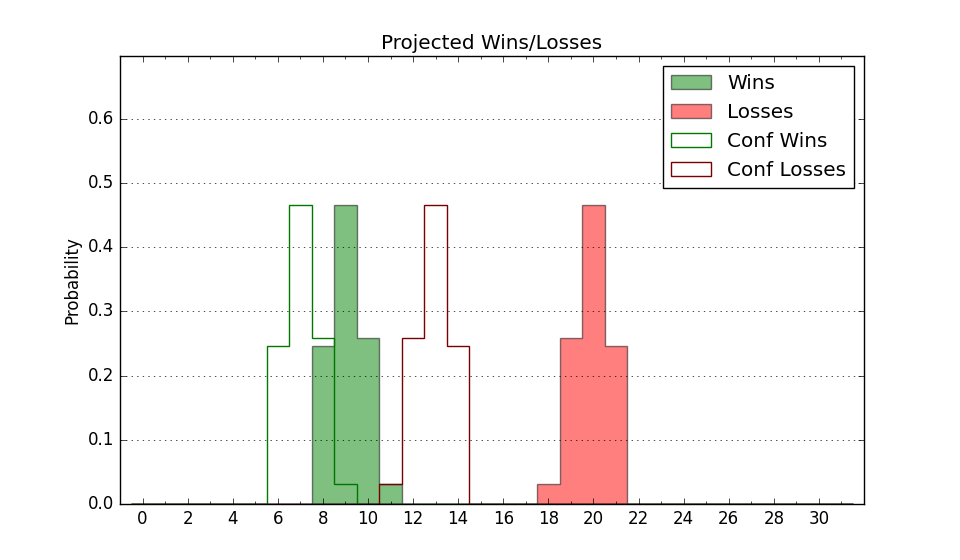 Projected Wins/Losses
Wins
Losses
Conf Wins
Conf Losses
Probability
0.6
0.5
0.4
0.3
0.2
0.1
0.0
0 2 4 6 8 10 12 14 16 18 20 22 24 26 28 30